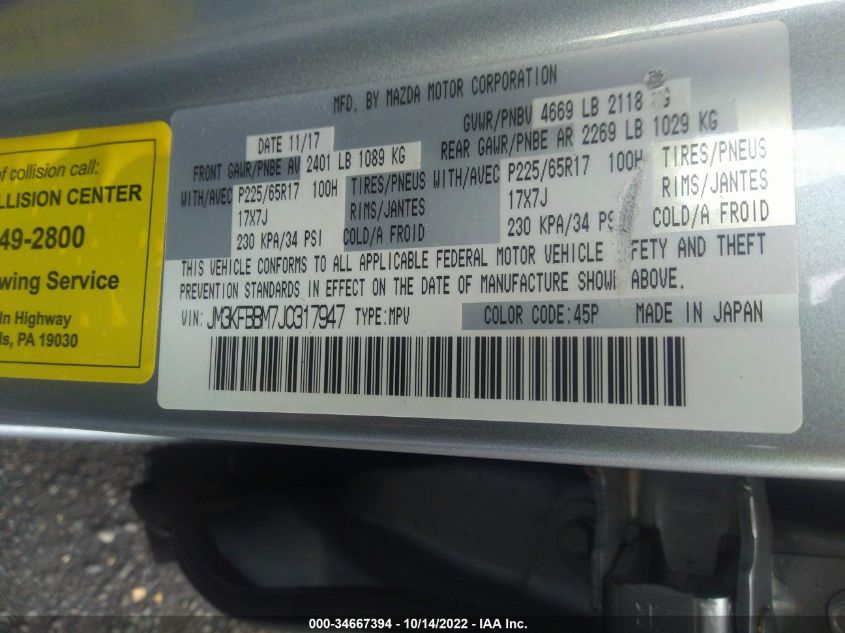 MFD. BY MAZDA MOTOR CORPORATION
DATE 11/17 GVWR/PNBV 4669 LB 2118
FRONT GAWR/PNBE AV 2401 LB 1089 KG REAR GAWR/PNBE AR 2269 LB 1029 KG
WITH/AVEC P225/65R17 100H TIRES/PNEUS WITH/AVEC P225/65R17 100H TIRES/PNEUS
17X7J RIMS/JANTES 17X7J RIMS/JANTES
230 KPA/34 PSI COLD/A FROID 230 KPA/34 PSI COLD/A FROID
THIS VEHICLE CONFORMS TO ALL APPLICABLE FEDERAL MOTOR VEHICLE FETY AND THEFT
PREVENTION STANDARDS IN EFFECT ON THE DATE OF MANUFACTURE SHOW ABOVE.
VIN: JM3KFBBM7J0317947 TYPE:MPV COLOR CODE:45P MADE IN JAPAN
of collision call:
LLISION CENTER
49-2800
wing Service
ln Highway
ls, PA 19030
000-34667394 - 10/14/2022 - IAA Inc.